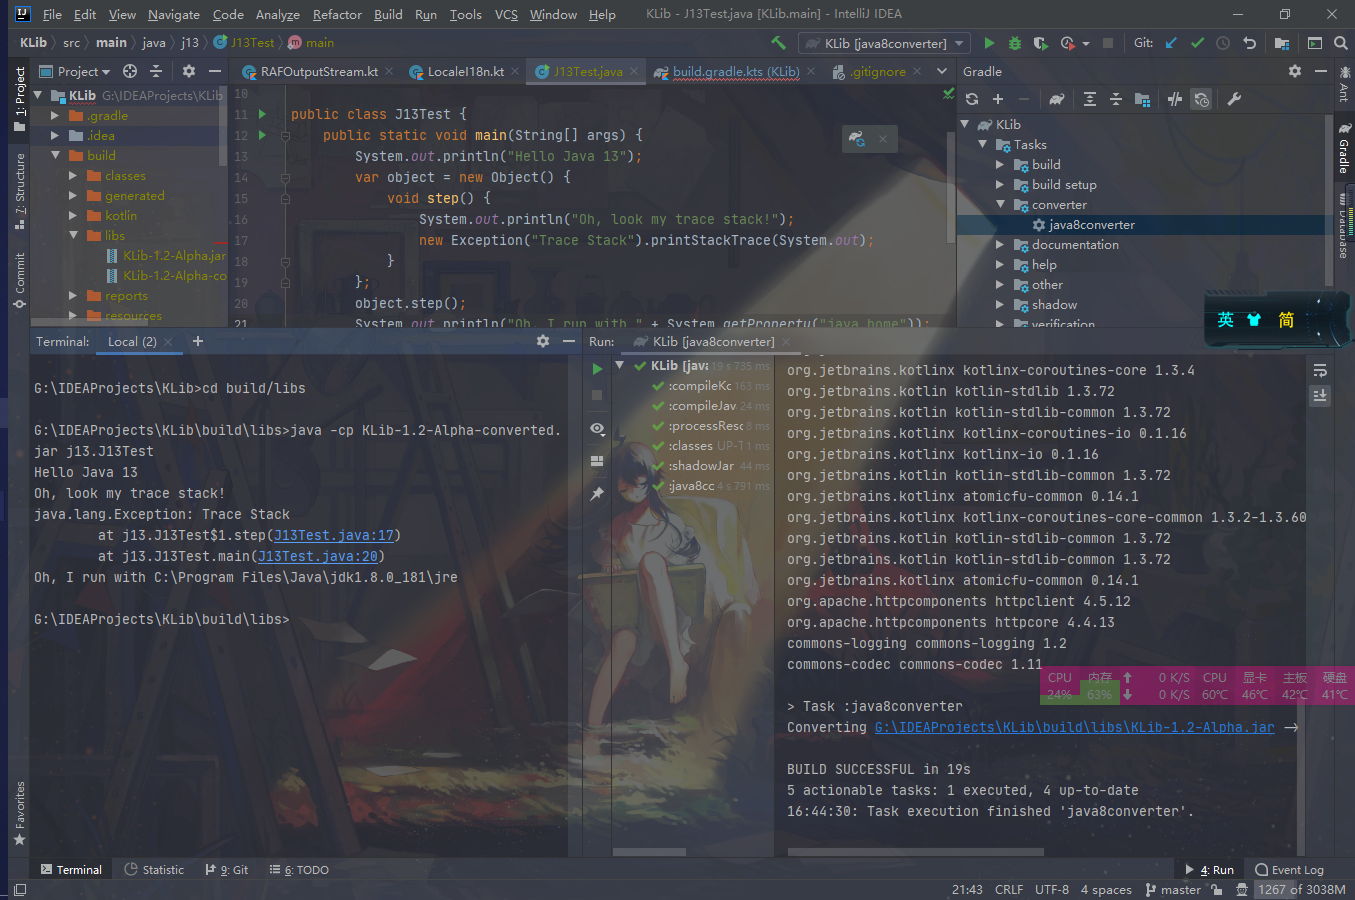 File Edit View Navigate Code Analyze Refactor Build Run Tools VCS Window Help KLib - J13Test.java [KLib.main] - IntelliJ IDEA
KLib src main java j13 J13Test main KLib [java8converter] Git:
Project RAFOutputStream.kt LocaleI18n.kt J13Test.java build.gradle.kts (KLib) .gitignore Gradle
1: Project
7: Structure
Commit
Favorites
KLib G:\IDEAProjects\KLib
.gradle
.idea
build
classes
generated
kotlin
libs
KLib-1.2-Alpha.jar
KLib-1.2-Alpha-co
reports
resources
10
11 public class J13Test {
12 public static void main(String[] args) {
13 System.out.println("Hello Java 13");
14 var object = new Object() {
15 void step() {
16 System.out.println("Oh, look my trace stack!");
17 new Exception("Trace Stack").printStackTrace(System.out);
18 }
19 };
20 object.step();
21 System.out.println("Oh, I run with " + System.getProperty("java.home"));
KLib
Tasks
build
build setup
converter
java8converter
documentation
help
other
shadow
verification
Ant
Gradle
Database
英 简
Terminal: Local (2) +
G:\IDEAProjects\KLib>cd build/libs
G:\IDEAProjects\KLib\build\libs>java -cp KLib-1.2-Alpha-converted.
jar j13.J13Test
Hello Java 13
Oh, look my trace stack!
java.lang.Exception: Trace Stack
at j13.J13Test$1.step(J13Test.java:17)
at j13.J13Test.main(J13Test.java:20)
Oh, I run with C:\Program Files\Java\jdk1.8.0_181\jre
G:\IDEAProjects\KLib\build\libs>
Run: KLib [java8converter]
KLib [java 19 s 735 ms
:compileKo 163 ms
:compileJav 24 ms
:processReso 8 ms
:classes UP-T 1 ms
:shadowJar 44 ms
:java8co 4 s 791 ms
org.jetbrains.kotlinx kotlinx-coroutines-core 1.3.4
org.jetbrains.kotlin kotlin-stdlib 1.3.72
org.jetbrains.kotlin kotlin-stdlib-common 1.3.72
org.jetbrains.kotlinx kotlinx-coroutines-io 0.1.16
org.jetbrains.kotlinx kotlinx-io 0.1.16
org.jetbrains.kotlin kotlin-stdlib-common 1.3.72
org.jetbrains.kotlinx atomicfu-common 0.14.1
org.jetbrains.kotlinx kotlinx-coroutines-core-common 1.3.2-1.3.60
org.jetbrains.kotlin kotlin-stdlib-common 1.3.72
org.jetbrains.kotlin kotlin-stdlib-common 1.3.72
org.jetbrains.kotlinx atomicfu-common 0.14.1
org.apache.httpcomponents httpclient 4.5.12
org.apache.httpcomponents httpcore 4.4.13
commons-logging commons-logging 1.2
commons-codec commons-codec 1.11
CPU 内存 0 K/S CPU 显卡 主板 硬盘
24% 63% 0 K/S 60℃ 46℃ 42℃ 41℃
> Task :java8converter
Converting G:\IDEAProjects\KLib\build\libs\KLib-1.2-Alpha.jar ->
BUILD SUCCESSFUL in 19s
5 actionable tasks: 1 executed, 4 up-to-date
16:44:30: Task execution finished 'java8converter'.
Terminal Statistic 9: Git 6: TODO 4: Run Event Log
21:43 CRLF UTF-8 4 spaces master 1267 of 3038M